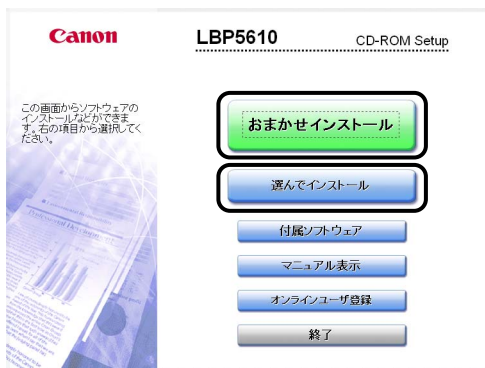 Canon
LBP5610 CD-ROM Setup
この画面からソフトウェアの
インストールなどができま
す。右の項目から選択してく
ださい。
おまかせインストール
選んでインストール
付属ソフトウェア
マニュアル表示
オンラインユーザ登録
終了